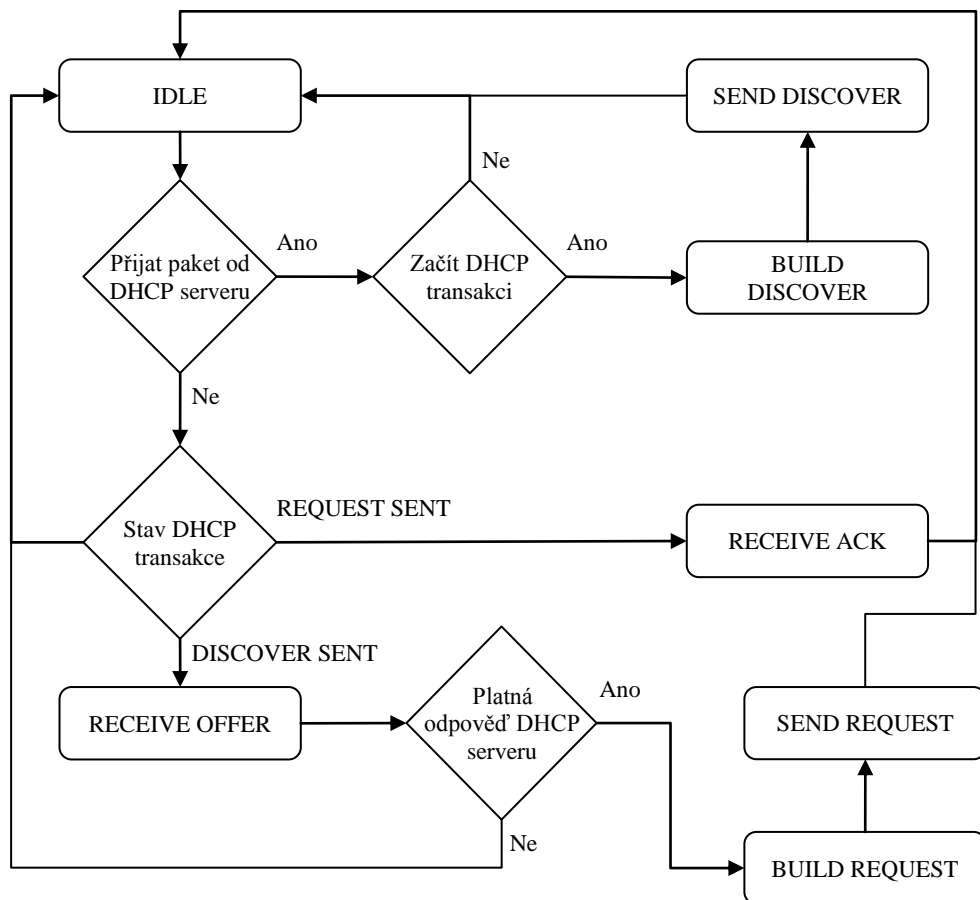 IDLE
SEND DISCOVER
Ne
Přijat paket od
DHCP serveru
Ano
Začít DHCP
transakci
Ano
BUILD
DISCOVER
Ne
Stav DHCP
transakce
REQUEST SENT
RECEIVE ACK
DISCOVER SENT
RECEIVE OFFER
Platná
odpověď DHCP
serveru
Ano
SEND REQUEST
Ne
BUILD REQUEST